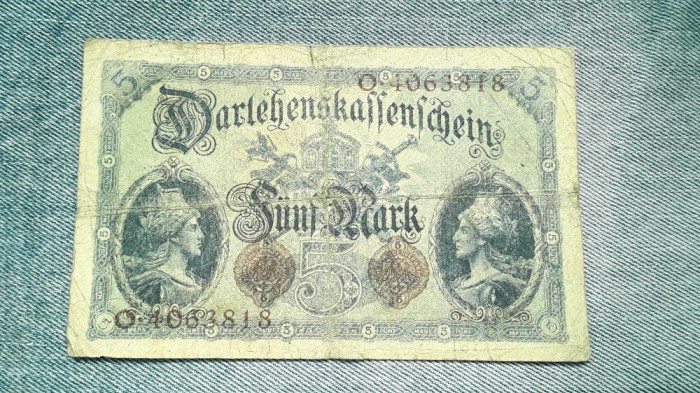 5 5
O·4063818
Darlehenskassenschein
Fünf Mark
5
O·4063818